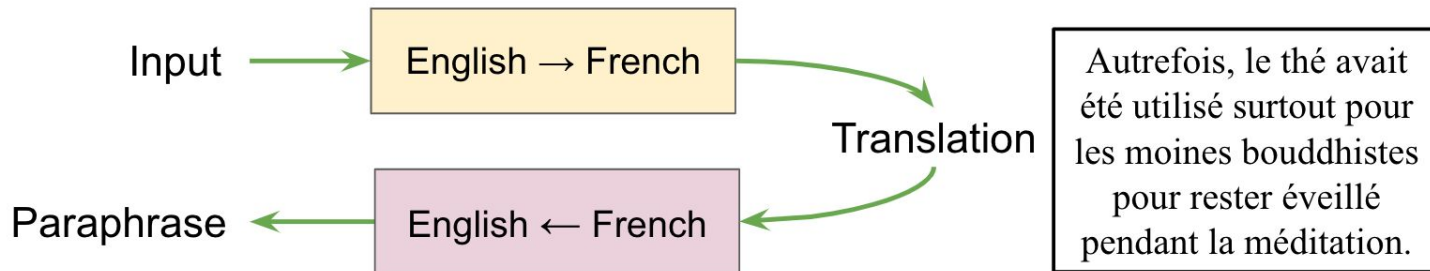 Input
English → French
Translation
English ← French
Paraphrase
Autrefois, le thé avait
été utilisé surtout pour
les moines bouddhistes
pour rester éveillé
pendant la méditation.